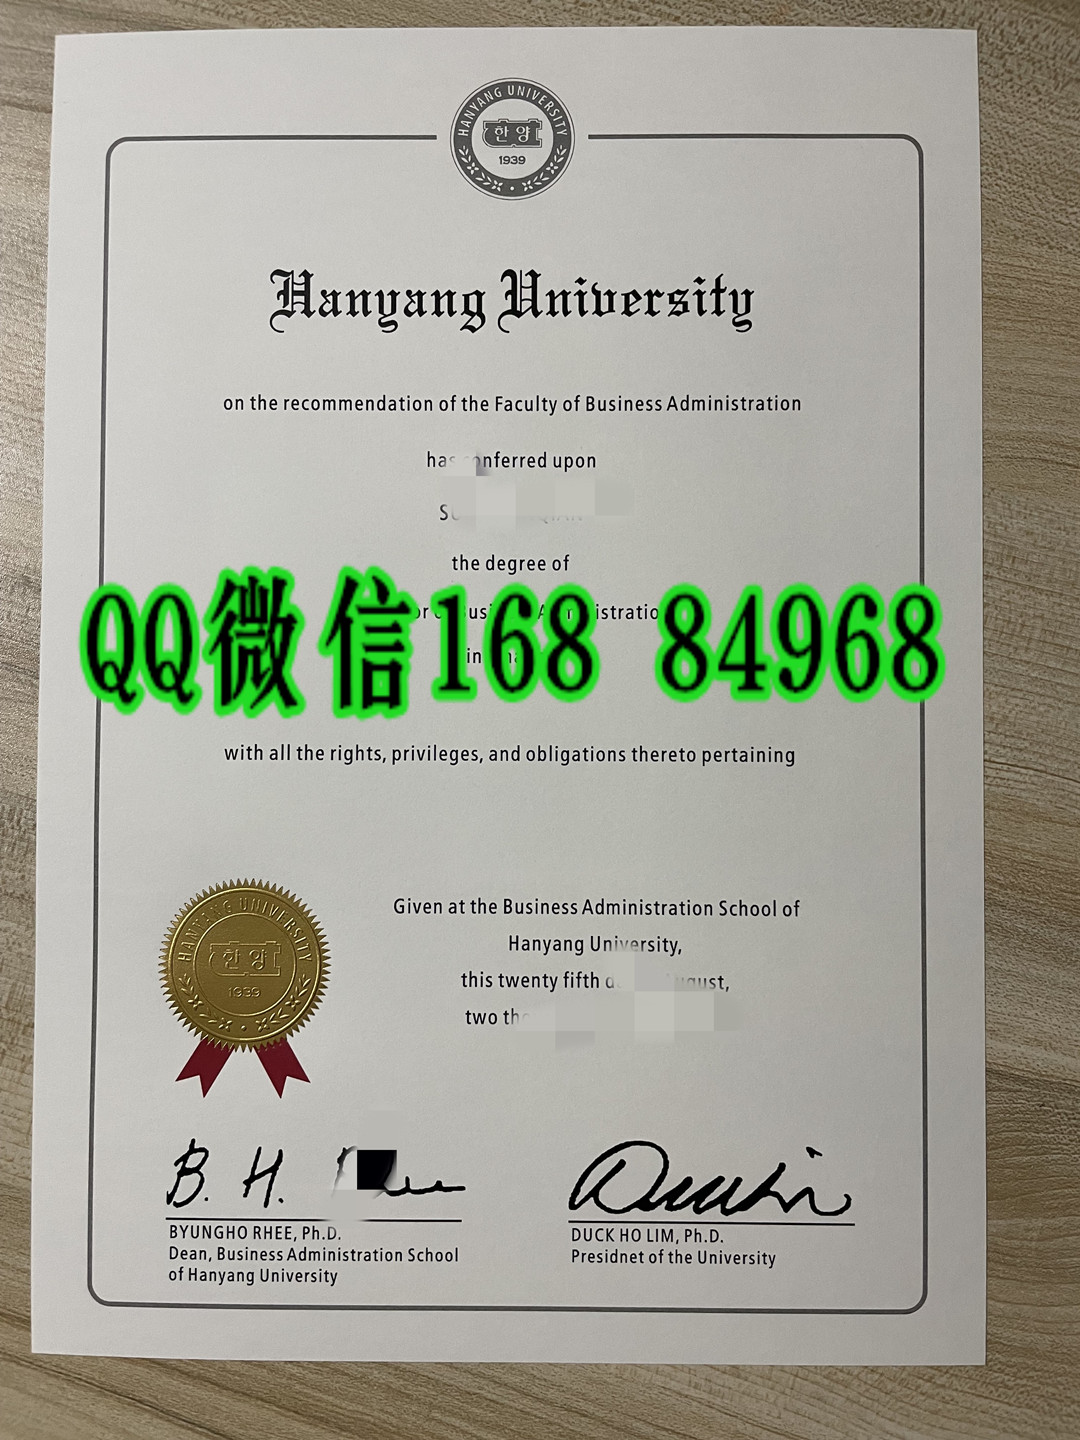 HANYANG UNIVERSITY
한양
1939
Hanyang University
on the recommendation of the Faculty of Business Administration
upon
the degree of
QQ微信168 84968
with all the rights, privileges, and obligations thereto pertaining
HANYANG UNIVERSITY
한양
1939
Given at the Business Administration School of
Hanyang University,
this twenty fifth
two
B. H.
BYUNGHO RHEE, Ph.D.
Dean, Business Administration School
of Hanyang University
DUCK HO LIM, Ph.D.
Presidnet of the University